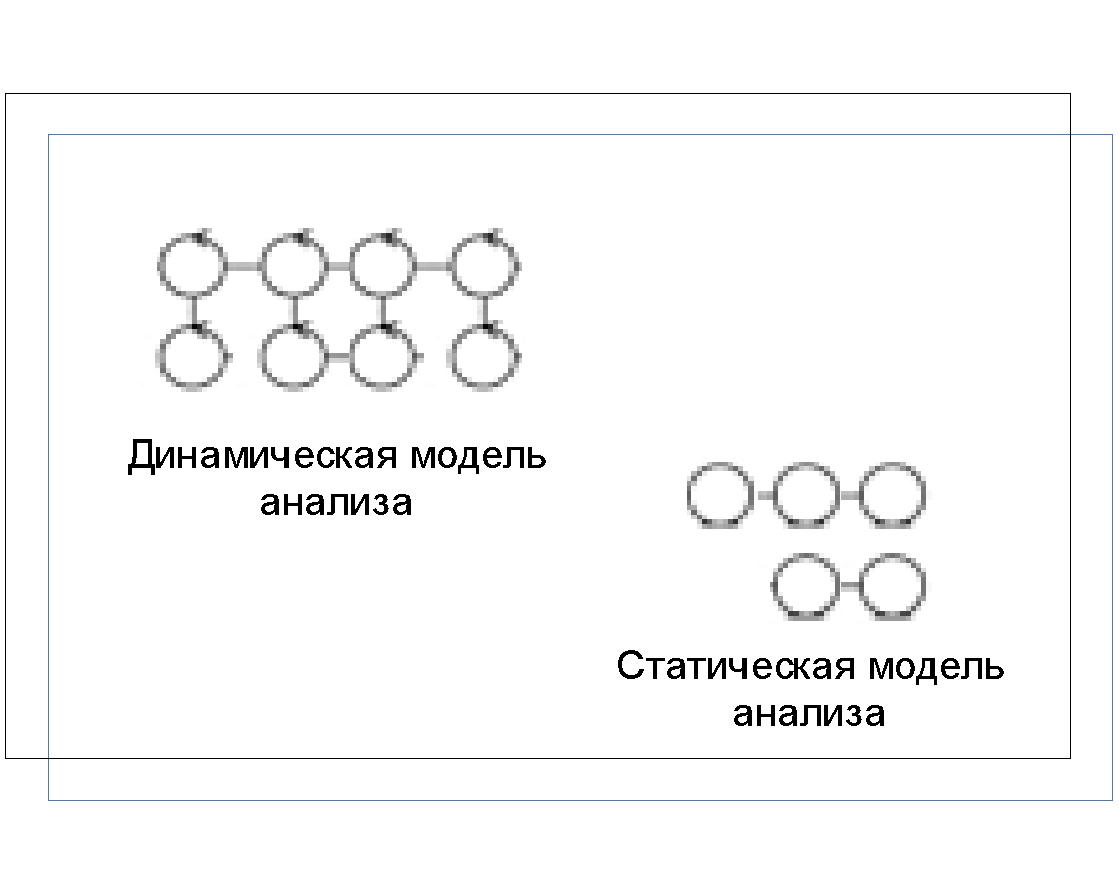 Динамическая модель
анализа
Статическая модель
анализа